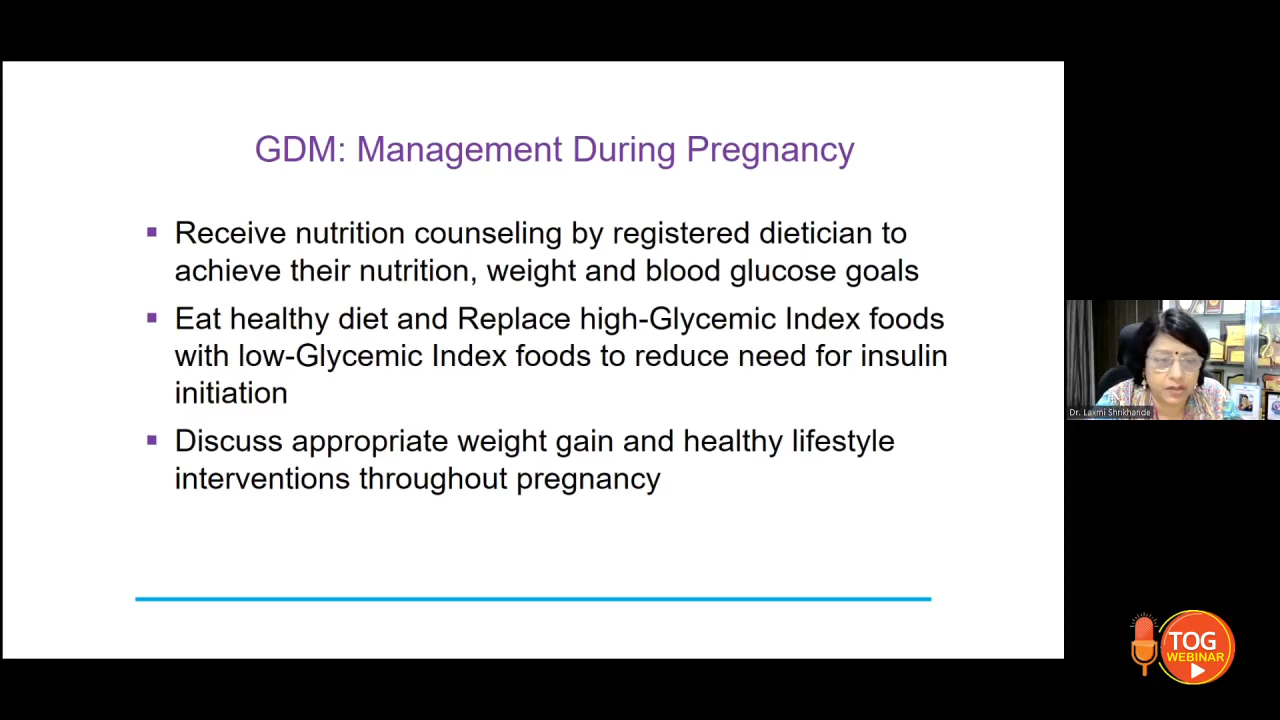 GDM: Management During Pregnancy
▪ Receive nutrition counseling by registered dietician to
achieve their nutrition, weight and blood glucose goals
▪ Eat healthy diet and Replace high-Glycemic Index foods
with low-Glycemic Index foods to reduce need for insulin
initiation
▪ Discuss appropriate weight gain and healthy lifestyle
interventions throughout pregnancy
Dr. Laxmi Shrikhande
TOG
WEBINAR